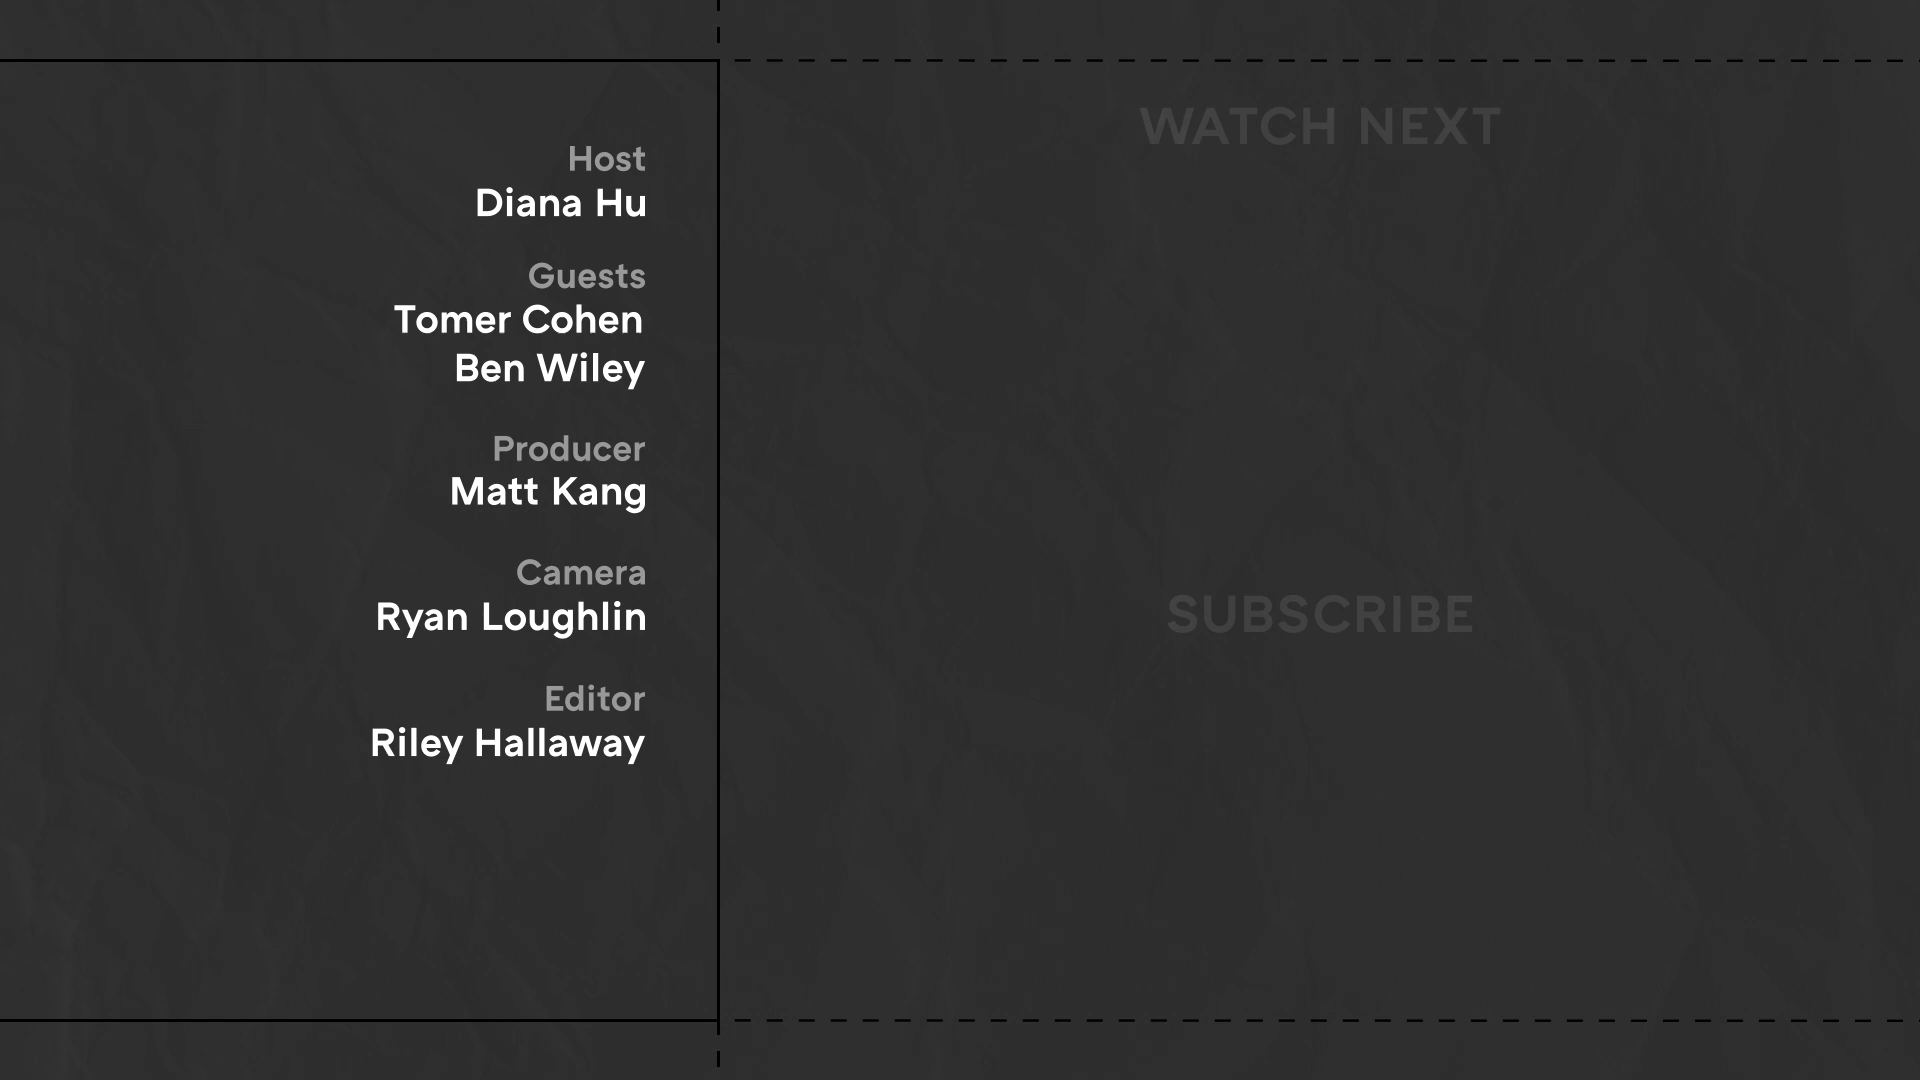 Host
Diana Hu
Guests
Tomer Cohen
Ben Wiley
Producer
Matt Kang
Camera
Ryan Loughlin
Editor
Riley Hallaway
WATCH NEXT
SUBSCRIBE